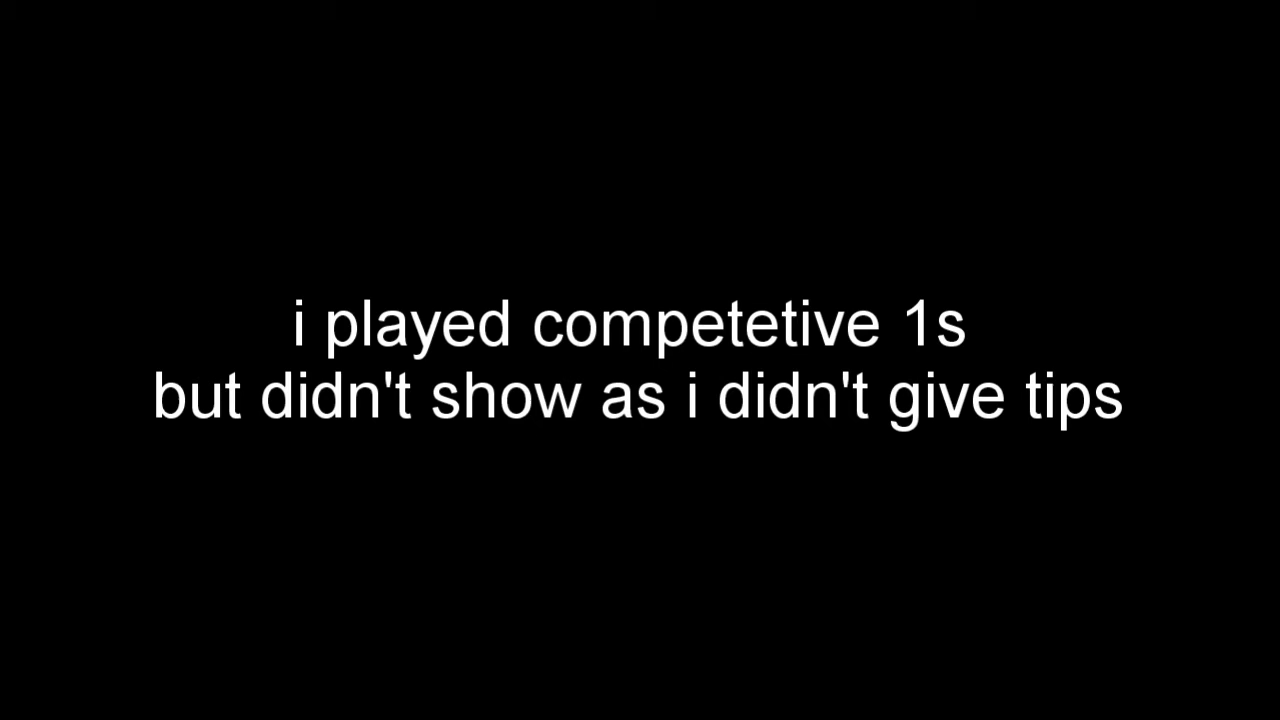 i played competetive 1s
but didn't show as i didn't give tips